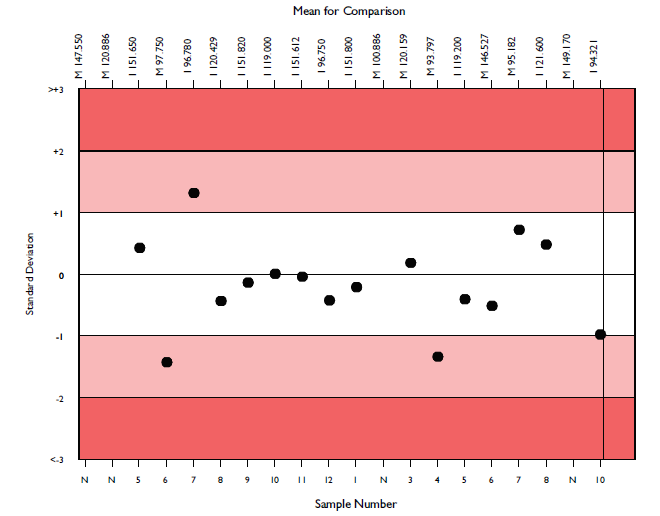 Mean for Comparison
M 147.550
M 120.886
I 151.650
M 97.750
I 96.780
I 120.429
I 151.820
I 119.000
I 151.612
I 96.750
I 151.800
M 100.886
M 120.159
M 93.797
I 119.200
M 146.527
M 95.182
I 121.600
M 149.170
I 94.321
>+3
+2
+1
0
-1
-2
<-3
Standard Deviation
N N 5 6 7 8 9 10 11 12 1 N 3 4 5 6 7 8 N 10
Sample Number